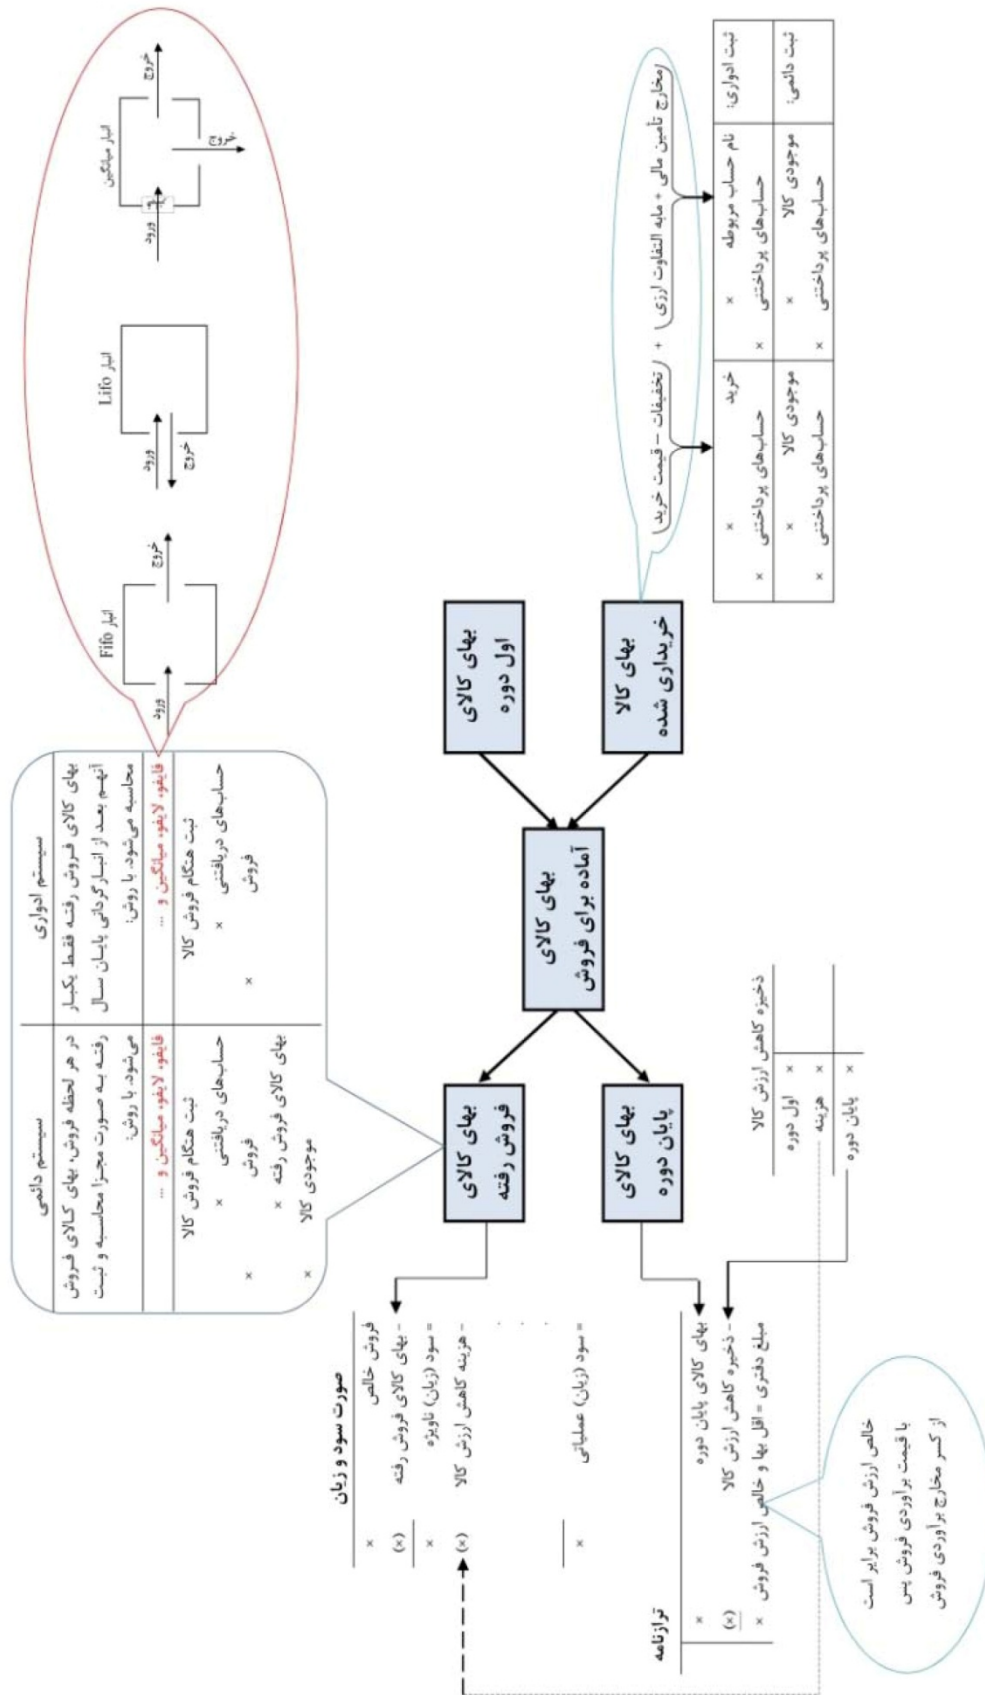 انبار Fifo
ورود
خروج
انبار Lifo
ورود
خروج
انبار میانگین
ورود
خروج
خروج
سیستم ادواری
بهای کالای فروش رفته فقط یکبار
آنهم بعد از انبارگردانی پایان سال
محاسبه می‌شود. با روش:
فایفو، لایفو، میانگین و ...
ثبت هنگام فروش کالا
حساب‌های دریافتنی ×
فروش ×
سیستم دائمی
در هر لحظه فروش، بهای کالای فروش
رفته به صورت مجزا محاسبه و ثبت
می‌شود. با روش:
فایفو، لایفو، میانگین و ...
ثبت هنگام فروش کالا
حساب‌های دریافتنی ×
فروش ×
بهای کالای فروش رفته ×
موجودی کالا ×
بهای کالای
اول دوره
بهای کالا
خریداری شده
بهای کالای
آماده برای فروش
بهای کالای
فروش رفته
بهای کالای
پایان دوره
مخارج تأمین مالی + مابه التفاوت ارزی + تخفیفات – قیمت خرید
ثبت ادواری:
نام حساب مربوطه ×
حساب‌های پرداختنی ×
خرید ×
حساب‌های پرداختنی ×
ثبت دائمی:
موجودی کالا ×
حساب‌های پرداختنی ×
موجودی کالا ×
حساب‌های پرداختنی ×
صورت سود و زیان
فروش خالص ×
- بهای کالای فروش رفته (×)
= سود (زیان) ناویژه ×
- هزینه کاهش ارزش کالا (×)
.
.
= سود (زیان) عملیاتی ×
ذخیره کاهش ارزش کالا
× اول دوره
× هزینه
× پایان دوره
ترازنامه
بهای کالای پایان دوره ×
- ذخیره کاهش ارزش کالا (×)
مبلغ دفتری = اقل بها و خالص ارزش فروش ×
خالص ارزش فروش برابر است
با قیمت برآوردی فروش پس
از کسر مخارج برآوردی فروش